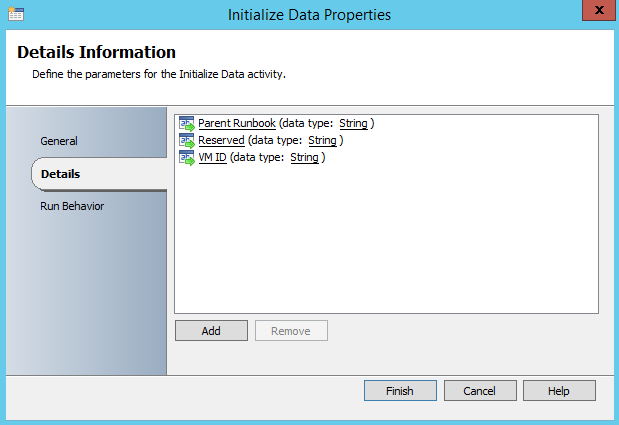 Initialize Data Properties
x
Details Information
Define the parameters for the Initialize Data activity.
General
Details
Run Behavior
Parent Runbook (data type: String )
Reserved (data type: String )
VM ID (data type: String )
Add
Remove
Finish
Cancel
Help